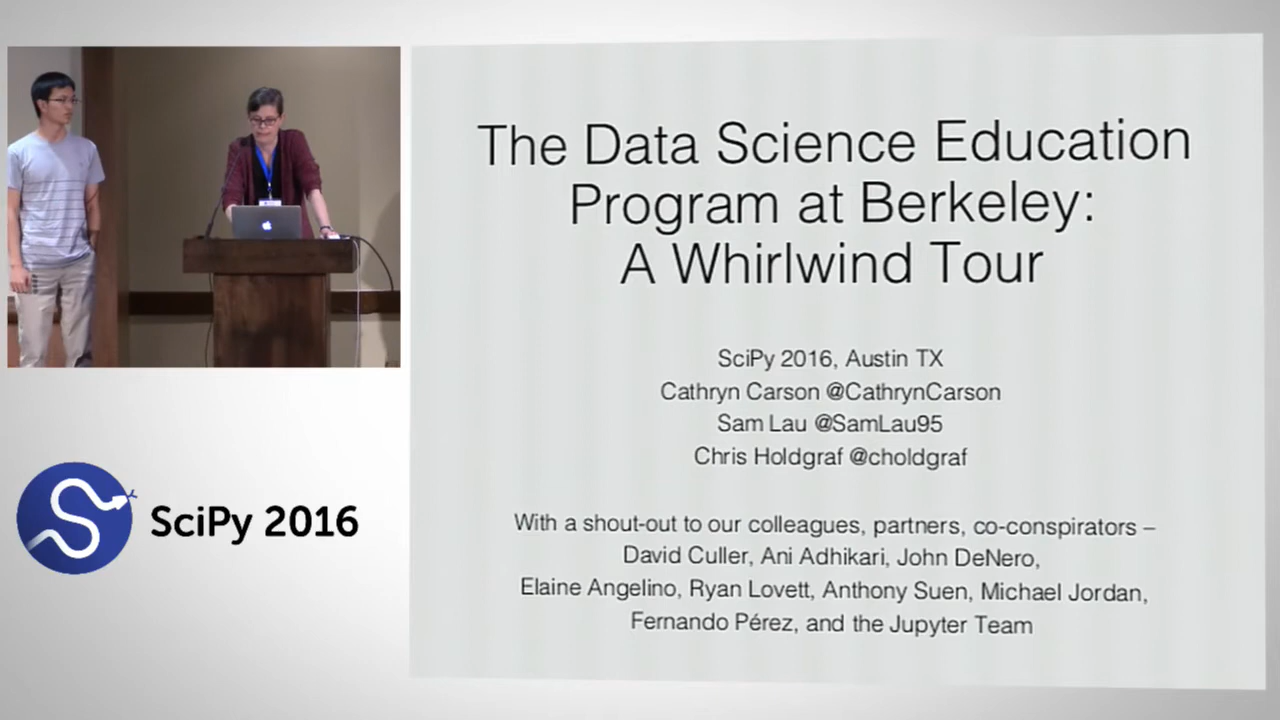 The Data Science Education
Program at Berkeley:
A Whirlwind Tour
SciPy 2016, Austin TX
Cathryn Carson @CathrynCarson
Sam Lau @SamLau95
Chris Holdgraf @choldgraf
With a shout-out to our colleagues, partners, co-conspirators –
David Culler, Ani Adhikari, John DeNero,
Elaine Angelino, Ryan Lovett, Anthony Suen, Michael Jordan,
Fernando Pérez, and the Jupyter Team
SciPy 2016